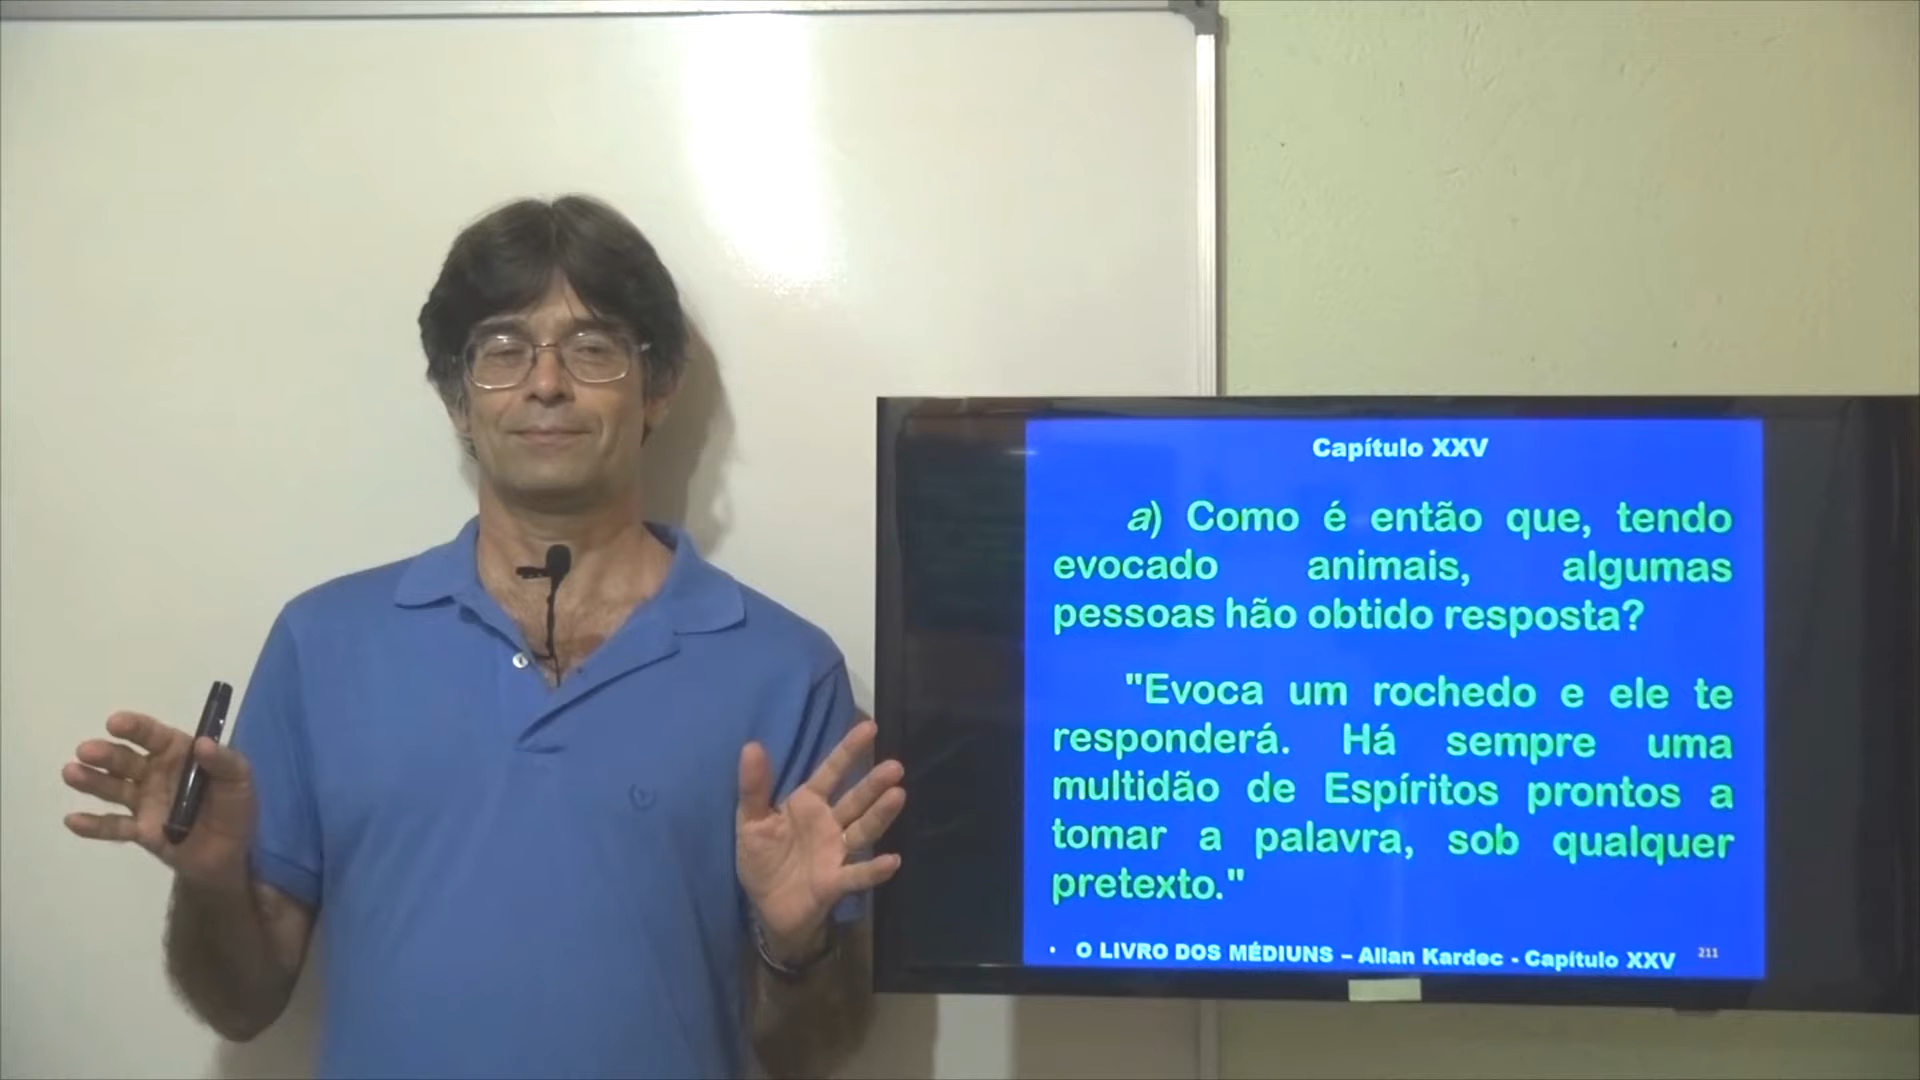 Capítulo XXV
a) Como é então que, tendo
evocado animais, algumas
pessoas hão obtido resposta?
"Evoca um rochedo e ele te
responderá. Há sempre uma
multidão de Espíritos prontos a
tomar a palavra, sob qualquer
pretexto."
• O LIVRO DOS MÉDIUNS – Allan Kardec - Capítulo XXV 211